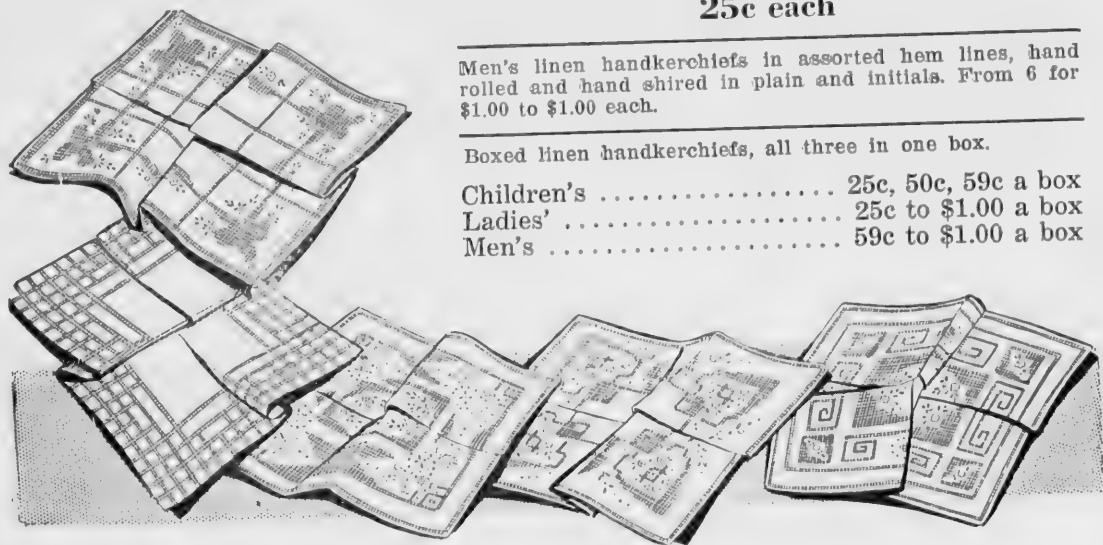 25c each
Men's linen handkerchiefs in assorted hem lines, hand
rolled and hand shired in plain and initials. From 6 for
$1.00 to $1.00 each.
Boxed linen handkerchiefs, all three in one box.
Children's ................ 25c, 50c, 59c a box
Ladies' ................... 25c to $1.00 a box
Men's .................... 59c to $1.00 a box